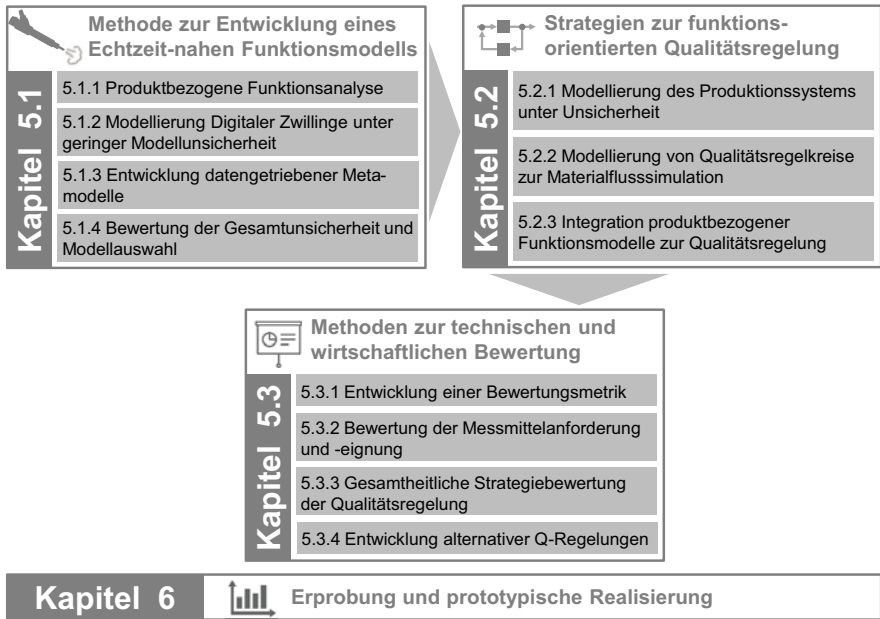 Methode zur Entwicklung eines
Echtzeit-nahen Funktionsmodells
Kapitel 5.1
5.1.1 Produktbezogene Funktionsanalyse
5.1.2 Modellierung Digitaler Zwillinge unter
geringer Modellunsicherheit
5.1.3 Entwicklung datengetriebener Meta-
modelle
5.1.4 Bewertung der Gesamtunsicherheit und
Modellauswahl
Strategien zur funktions-
orientierten Qualitätsregelung
Kapitel 5.2
5.2.1 Modellierung des Produktionssystems
unter Unsicherheit
5.2.2 Modellierung von Qualitätsregelkreise
zur Materialflusssimulation
5.2.3 Integration produktbezogener
Funktionsmodelle zur Qualitätsregelung
Methoden zur technischen und
wirtschaftlichen Bewertung
Kapitel 5.3
5.3.1 Entwicklung einer Bewertungsmetrik
5.3.2 Bewertung der Messmittelanforderung
und -eignung
5.3.3 Gesamtheitliche Strategiebewertung
der Qualitätsregelung
5.3.4 Entwicklung alternativer Q-Regelungen
Kapitel 6
Erprobung und prototypische Realisierung